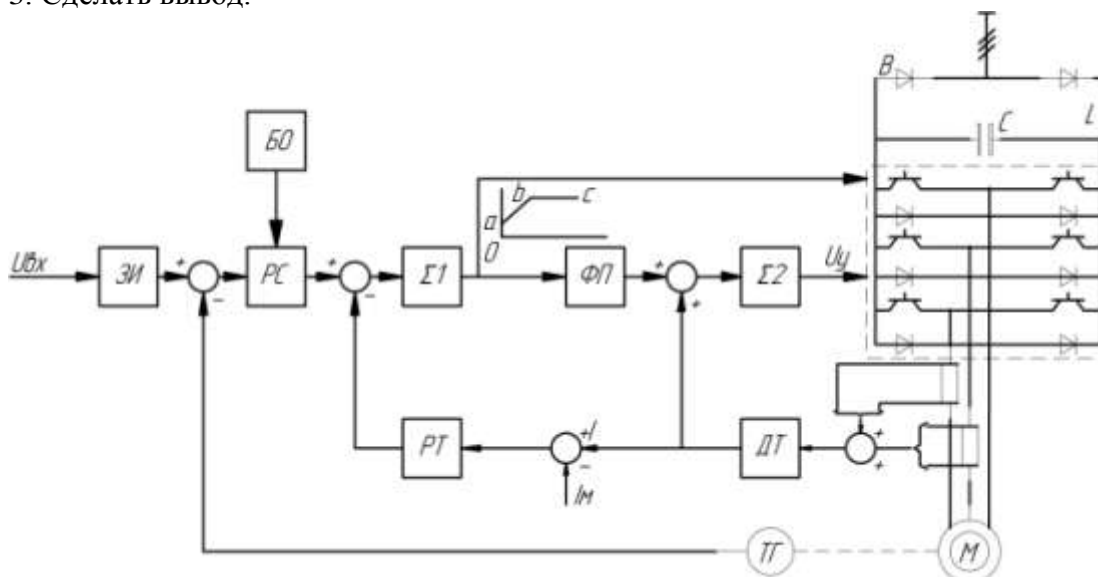 3. Сделать вывод.
В
БО
C
L
b
c
a
0
Uвх
+
-
+
-
+
+
Uу
ЗИ
РС
Σ1
ФП
Σ2
РТ
+I
-
Iм
ДТ
+
+
ТГ
М